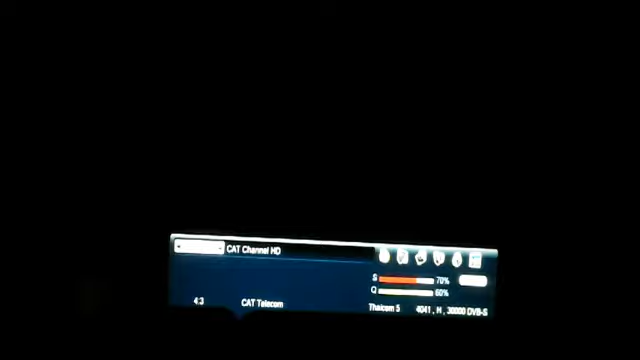 CAT Channel HD
S 70%
Q 60%
4:3 CAT Telecom Thaicom 5 4041 , H , 30000 DVB-S